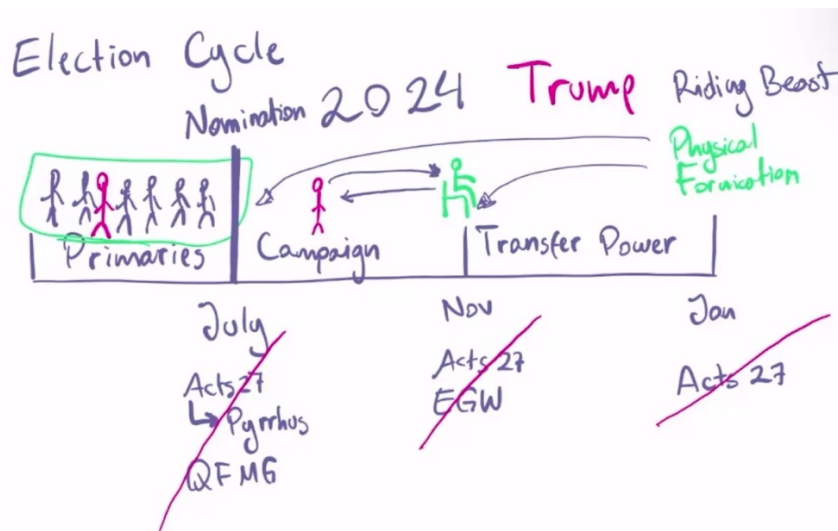 Election Cycle
Nomination 2024 Trump Riding Beast
Physical
Fornication
Primaries Campaign Transfer Power
July Nov Jan
Acts 27 Acts 27 Acts 27
Pyrrhus EGW
QFMG